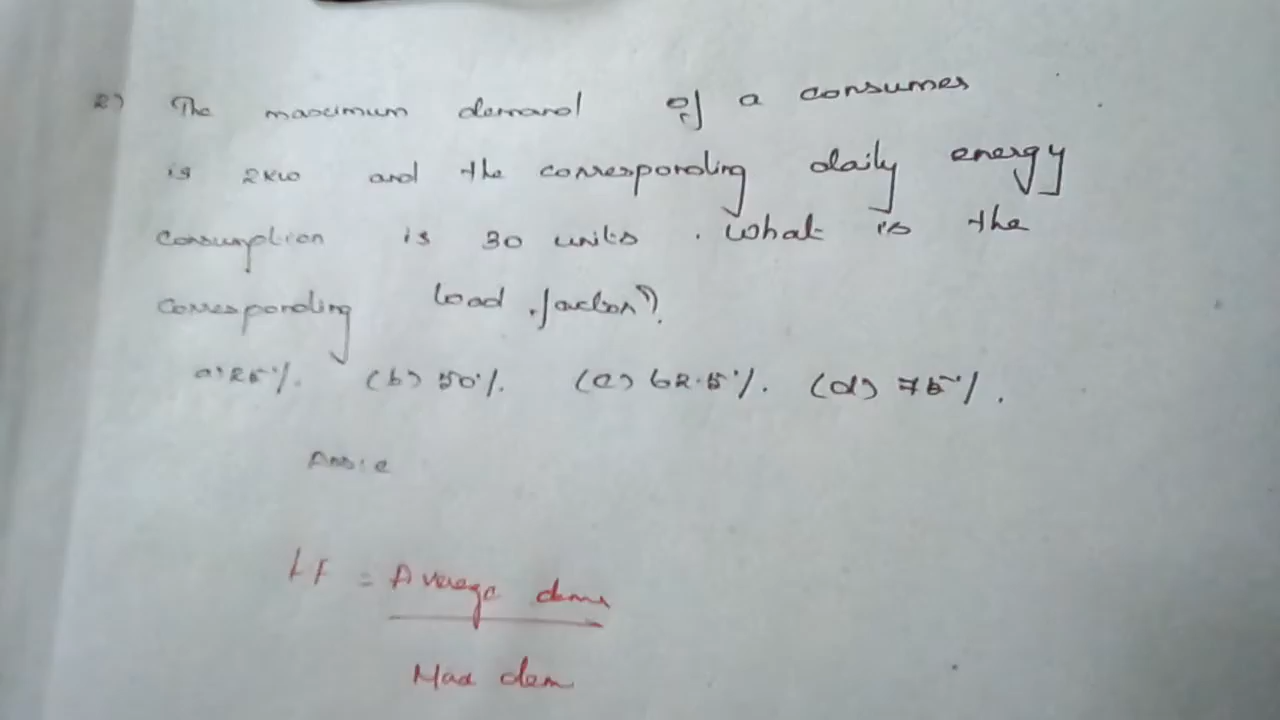 2) The maximum demand of a consumer
is 2KW and the corresponding daily energy
consumption is 30 units . What is the
corresponding load factor?
a) 25%. (b) 50%. (c) 62.5%. (d) 75%.
Ans: c
LF = Average dem
Max dem